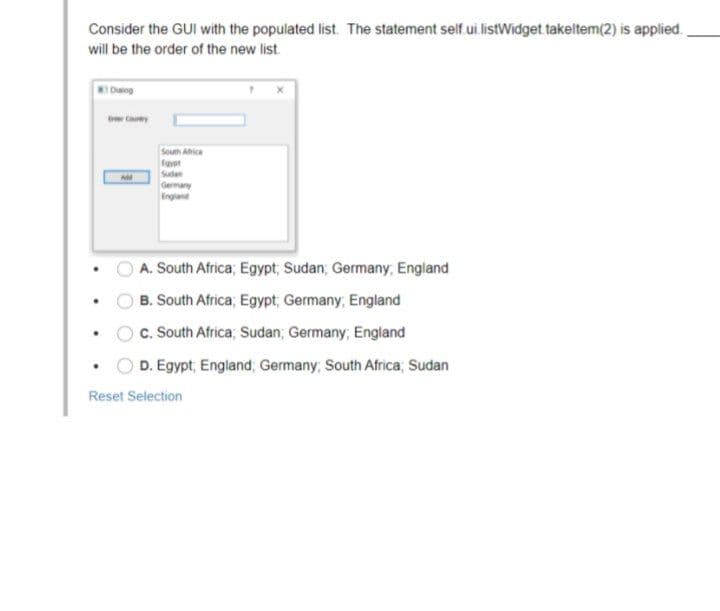 Consider the GUI with the populated list. The statement self.ui.listWidget.takeItem(2) is applied. ____
will be the order of the new list.
Dialog ? X
Enter Country
South Africa
Egypt
Add
Sudan
Germany
England
• A. South Africa; Egypt; Sudan; Germany; England
• B. South Africa; Egypt; Germany; England
• C. South Africa; Sudan; Germany; England
• D. Egypt; England; Germany; South Africa; Sudan
Reset Selection